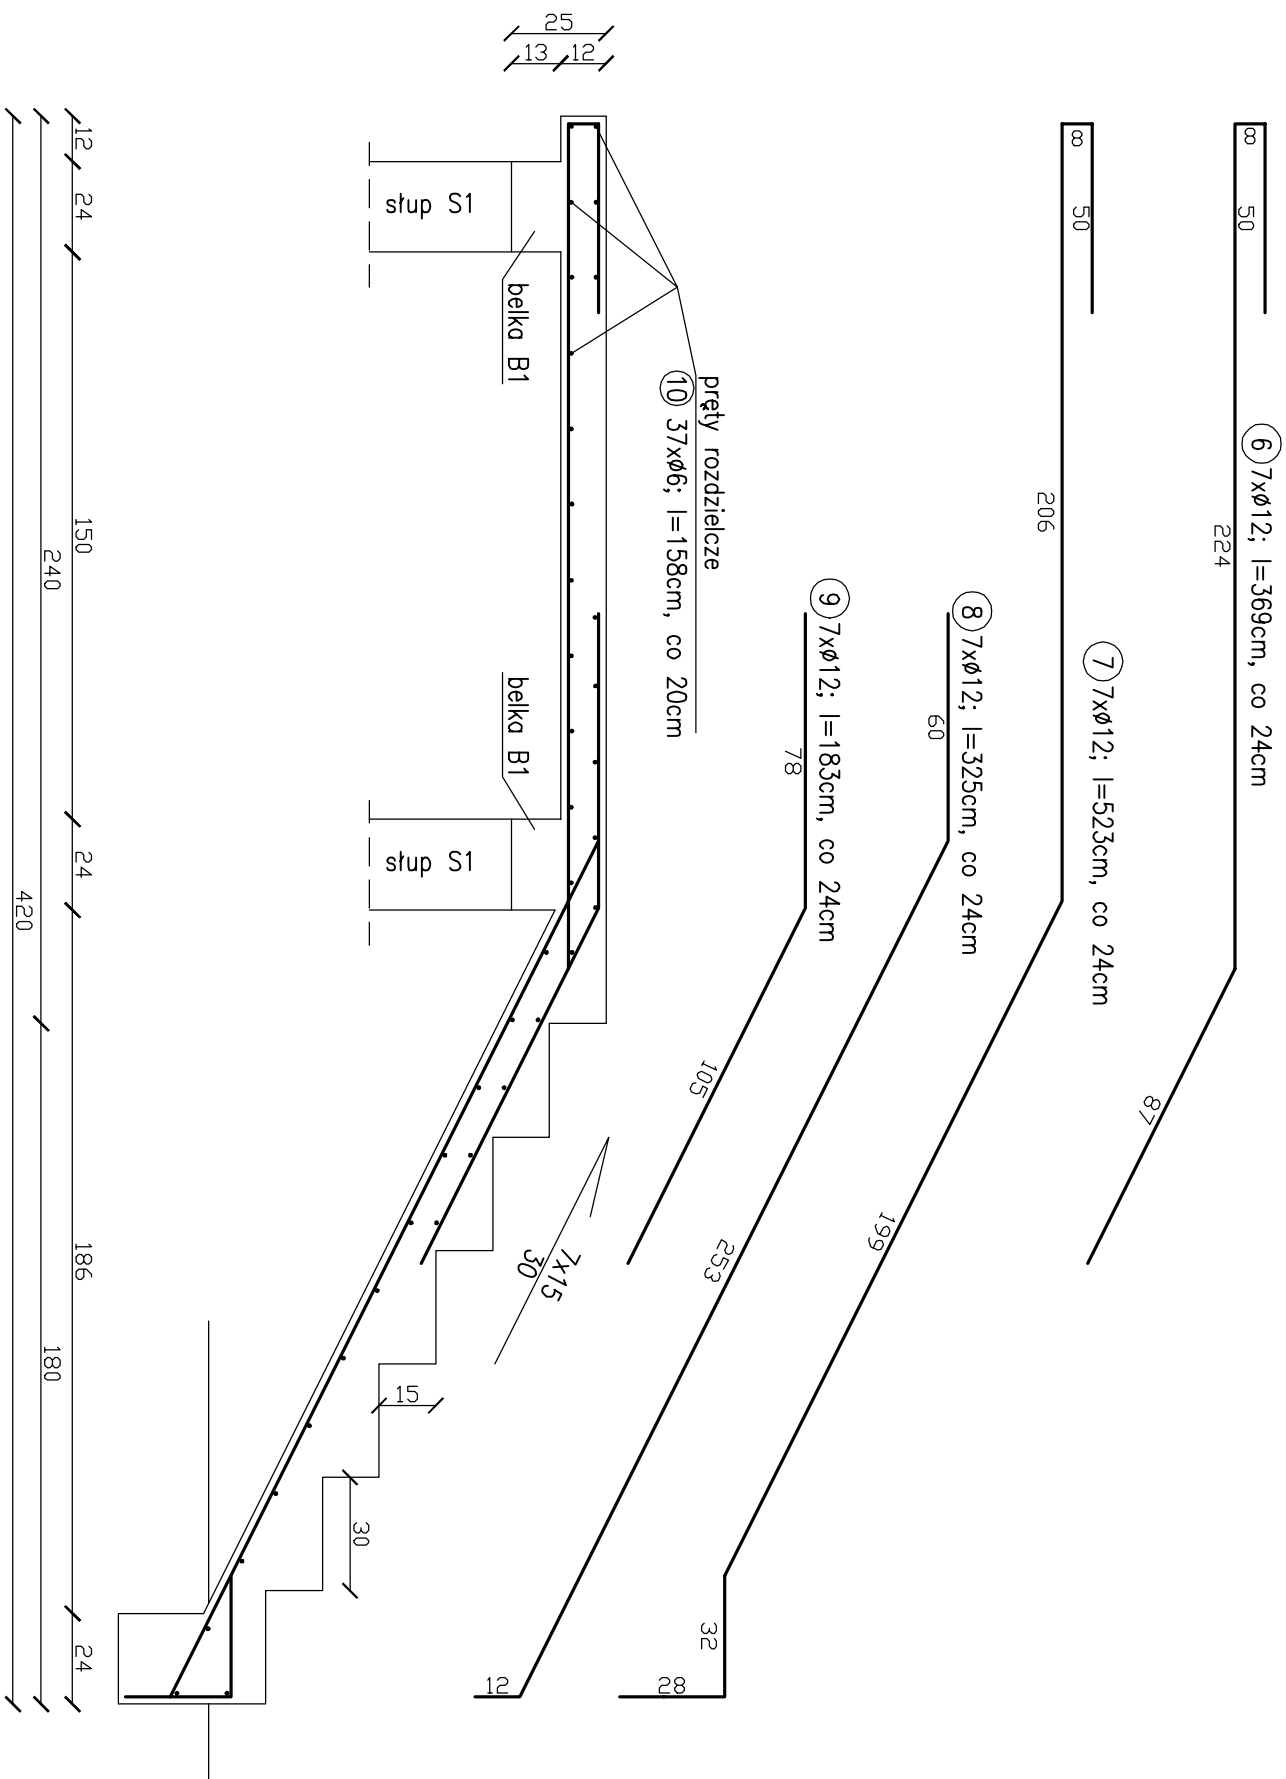 8
50
224
6 7xø12; l=369cm, co 24cm
87
8
50
206
7 7xø12; l=523cm, co 24cm
199
32
28
60
8 7xø12; l=325cm, co 24cm
253
12
78
9 7xø12; l=183cm, co 24cm
105
pręty rozdzielcze
10 37xø6; l=158cm, co 20cm
7x15
30
25
13
12
słup S1
belka B1
belka B1
słup S1
15
30
12
24
150
24
186
24
240
180
420